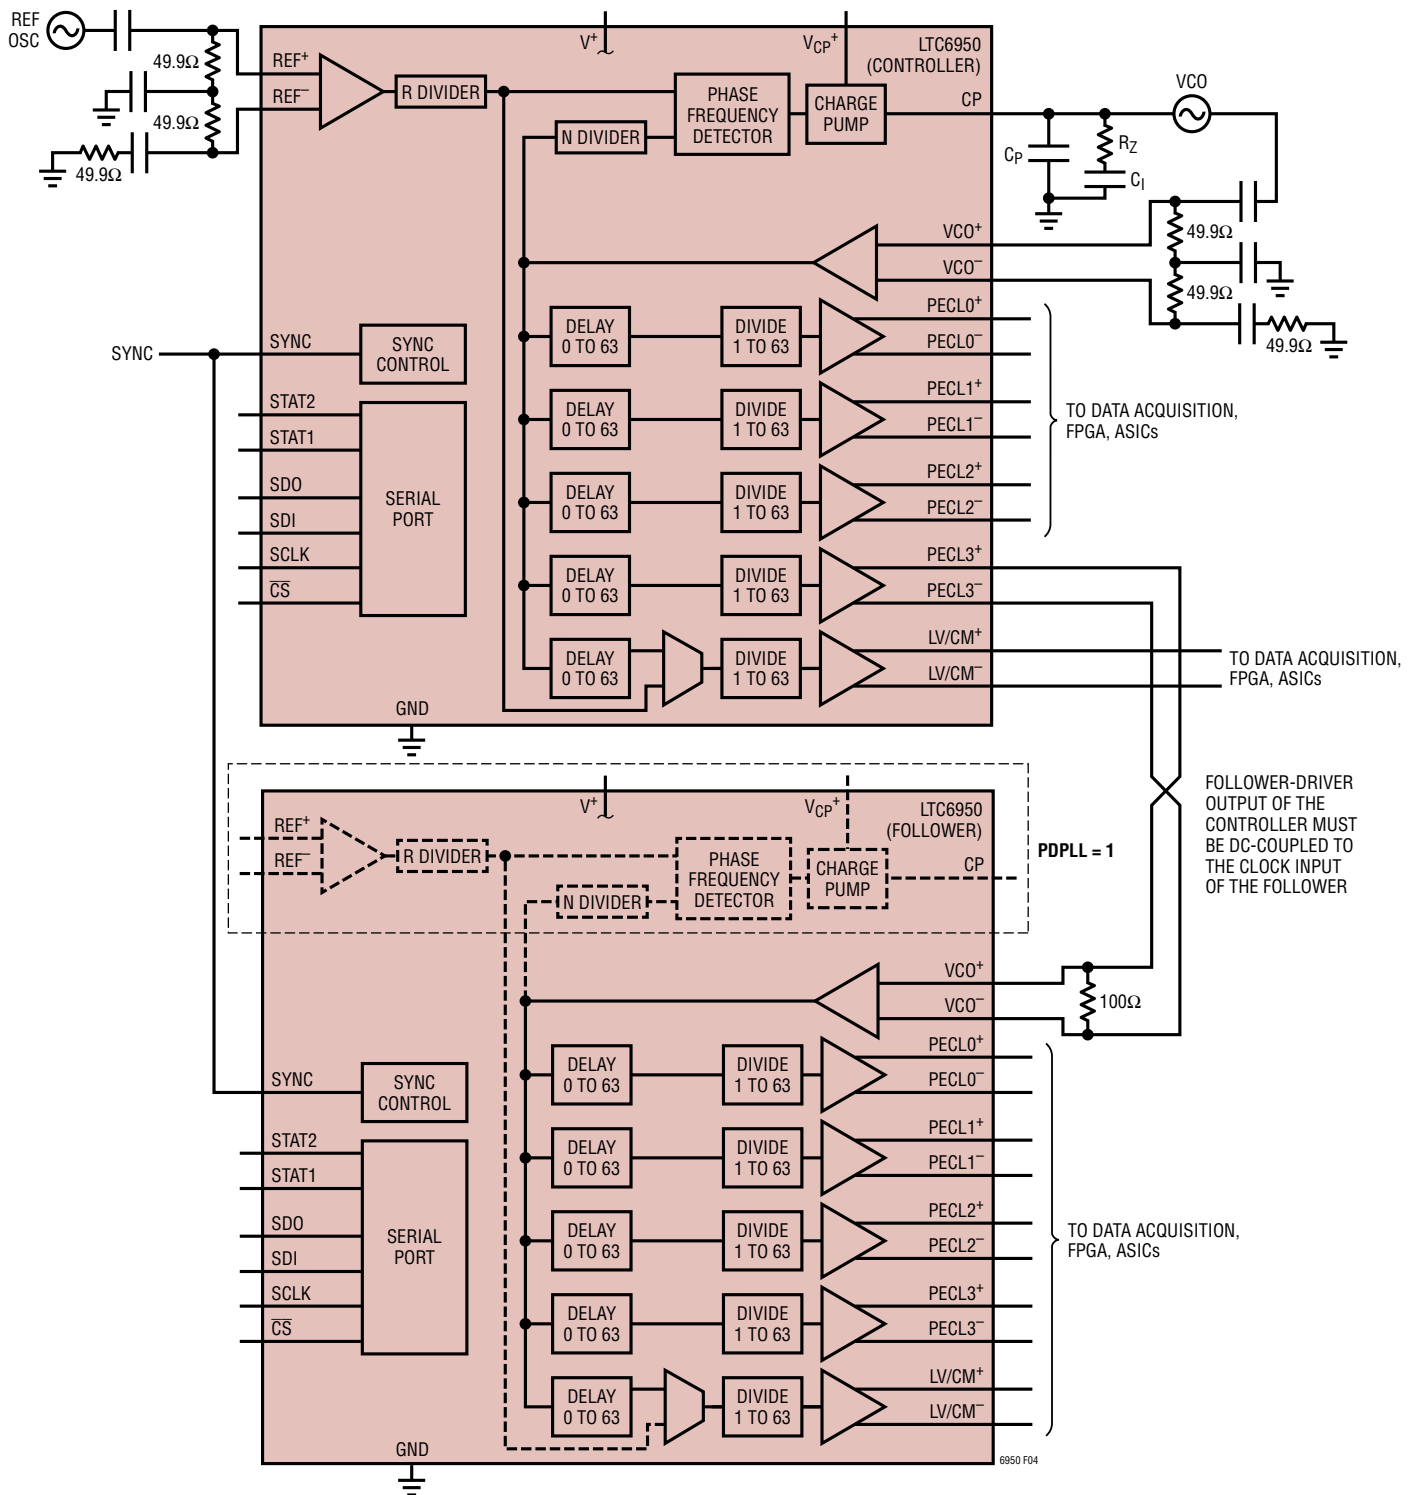 REF
OSC
49.9Ω
49.9Ω
49.9Ω
V+
VCP+
LTC6950
(CONTROLLER)
REF+
REF–
R DIVIDER
N DIVIDER
PHASE
FREQUENCY
DETECTOR
CHARGE
PUMP
CP
VCO
CP
RZ
CI
VCO+
VCO–
49.9Ω
49.9Ω
49.9Ω
SYNC
SYNC
SYNC
CONTROL
STAT2
STAT1
SDO
SDI
SCLK
CS
SERIAL
PORT
DELAY
0 TO 63
DIVIDE
1 TO 63
PECL0+
PECL0–
DELAY
0 TO 63
DIVIDE
1 TO 63
PECL1+
PECL1–
DELAY
0 TO 63
DIVIDE
1 TO 63
PECL2+
PECL2–
TO DATA ACQUISITION,
FPGA, ASICs
DELAY
0 TO 63
DIVIDE
1 TO 63
PECL3+
PECL3–
DELAY
0 TO 63
DIVIDE
1 TO 63
LV/CM+
LV/CM–
TO DATA ACQUISITION,
FPGA, ASICs
GND
FOLLOWER-DRIVER
OUTPUT OF THE
CONTROLLER MUST
BE DC-COUPLED TO
THE CLOCK INPUT
OF THE FOLLOWER
V+
VCP+
LTC6950
(FOLLOWER)
REF+
REF–
R DIVIDER
N DIVIDER
PHASE
FREQUENCY
DETECTOR
CHARGE
PUMP
CP
PDPLL = 1
VCO+
VCO–
100Ω
SYNC
SYNC
CONTROL
STAT2
STAT1
SDO
SDI
SCLK
CS
SERIAL
PORT
DELAY
0 TO 63
DIVIDE
1 TO 63
PECL0+
PECL0–
DELAY
0 TO 63
DIVIDE
1 TO 63
PECL1+
PECL1–
DELAY
0 TO 63
DIVIDE
1 TO 63
PECL2+
PECL2–
DELAY
0 TO 63
DIVIDE
1 TO 63
PECL3+
PECL3–
DELAY
0 TO 63
DIVIDE
1 TO 63
LV/CM+
LV/CM–
TO DATA ACQUISITION,
FPGA, ASICs
GND
6950 F04